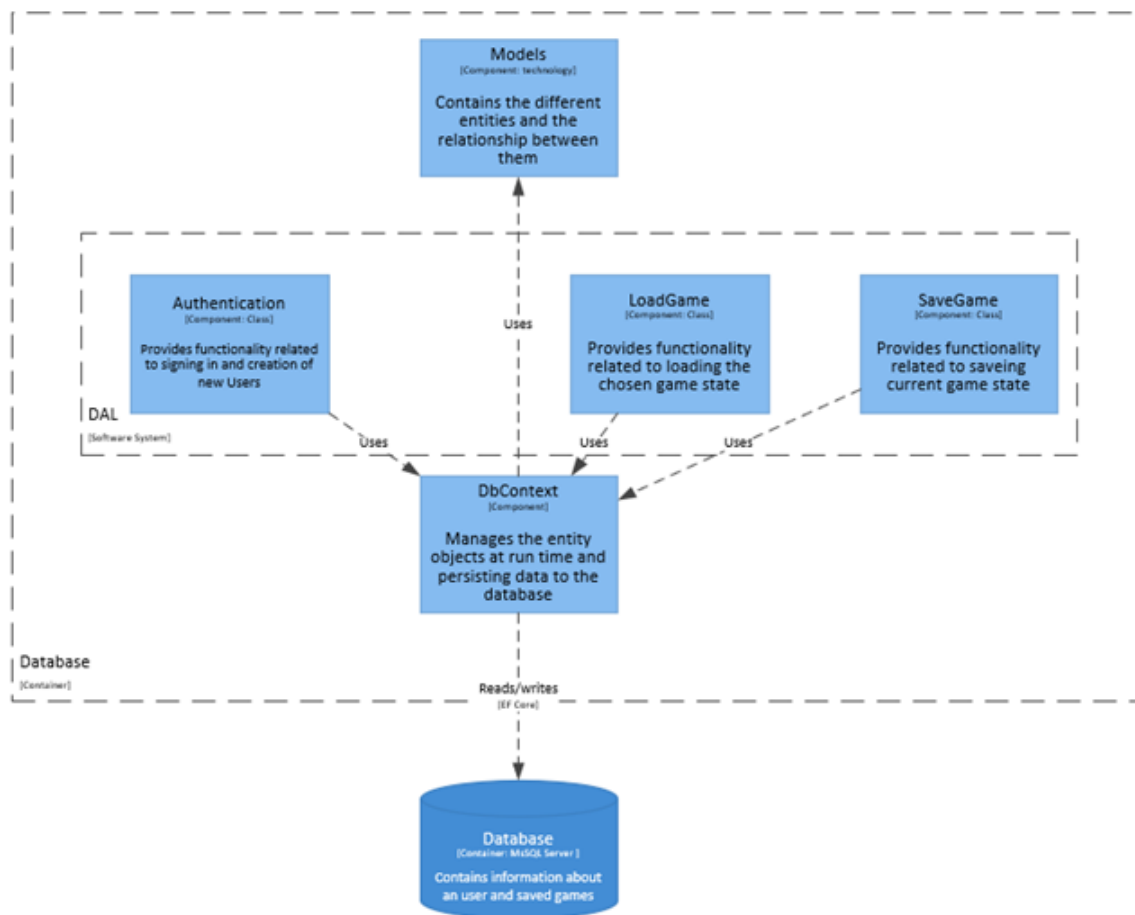 Models
[Component: technology]
Contains the different
entities and the
relationship between
them
Authentication
[Component: Class]
Provides functionality related
to signing in and creation of
new Users
LoadGame
[Component: Class]
Provides functionality
related to loading the
chosen game state
SaveGame
[Component: Class]
Provides functionality
related to saveing
current game state
Uses
DAL
[Software System]
Uses
Uses
Uses
DbContext
[Component]
Manages the entity
objects at run time and
persisting data to the
database
Database
[Container]
Reads/writes
[EF Core]
Database
[Container: MsSQL Server ]
Contains information about
an user and saved games